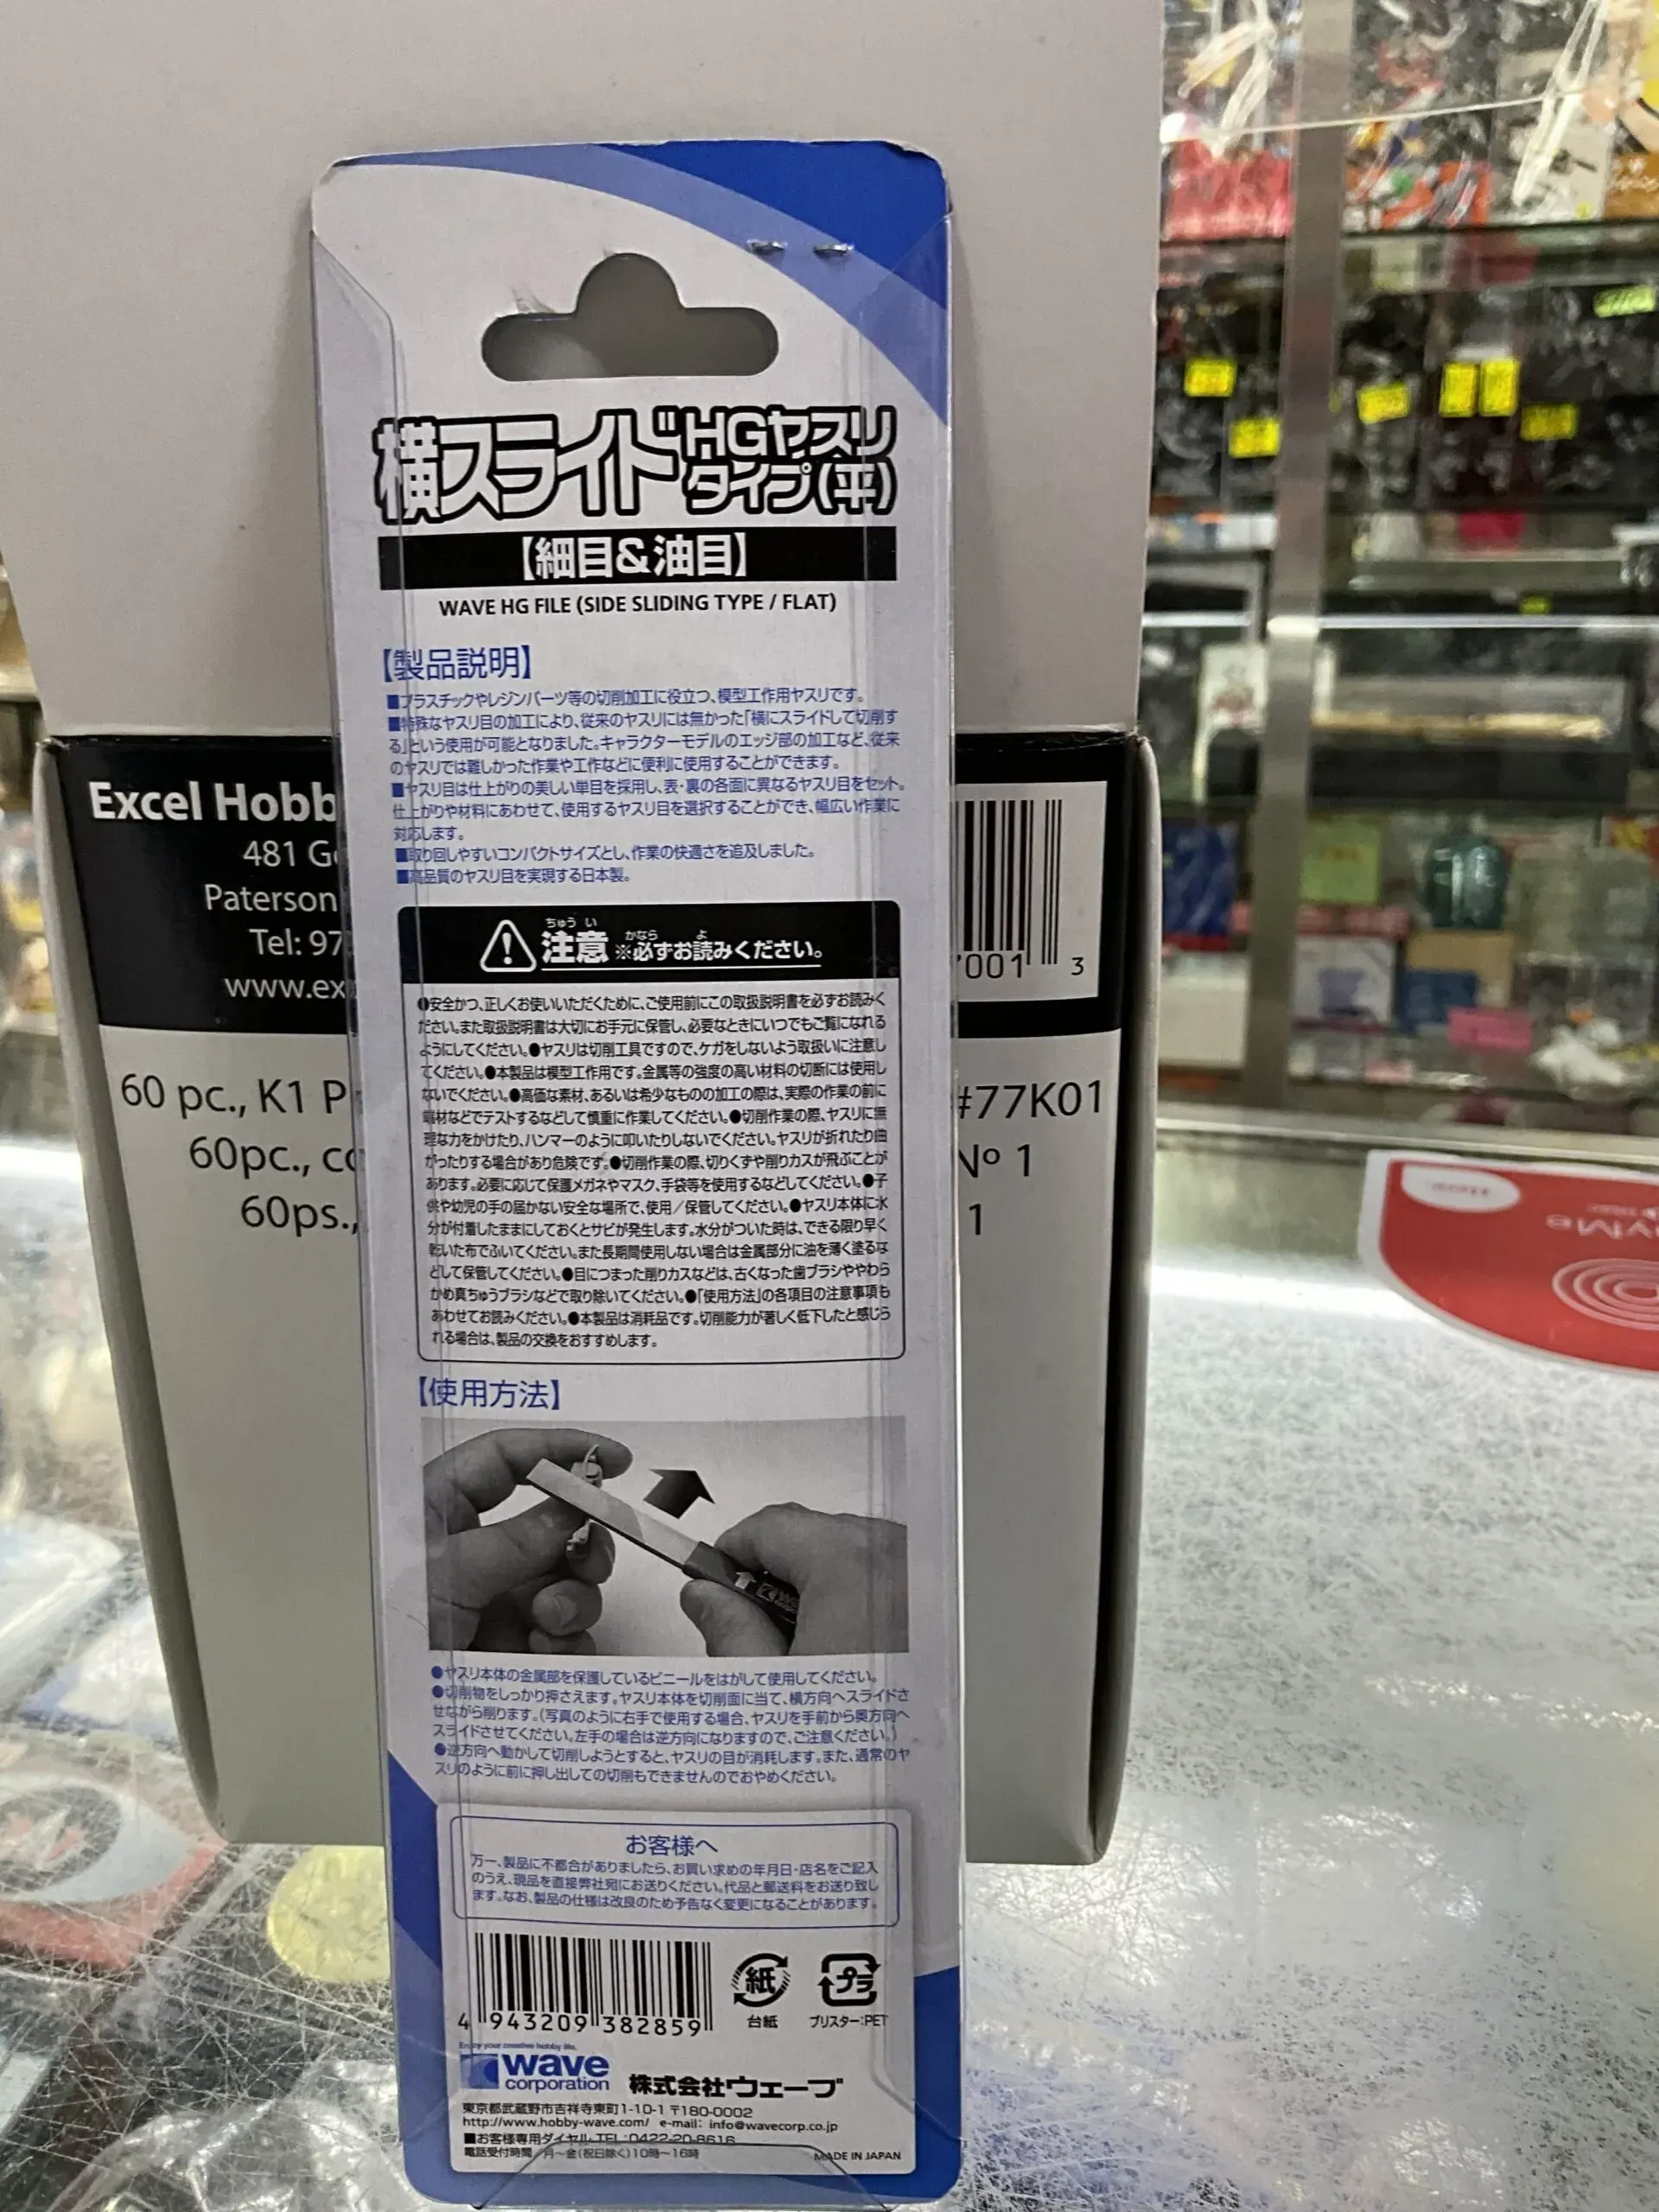 横スライドHGヤスリ
タイプ(平)
【細目&油目】
WAVE HG FILE (SIDE SLIDING TYPE / FLAT)
【製品説明】
■プラスチックやレジンパーツ等の切削加工に役立つ、模型工作用ヤスリです。
■特殊なヤスリ目の加工により、従来のヤスリには無かった「横にスライドして切削す
る」という使用が可能となりました。キャラクターモデルのエッジ部の加工など、従来
のヤスリでは難しかった作業や工作などに便利に使用することができます。
■ヤスリ目は仕上がりの美しい単目を採用し、表・裏の各面に異なるヤスリ目をセット。
仕上がりや材料にあわせて、使用するヤスリ目を選択することができ、幅広い作業に
対応します。
■取り回しやすいコンパクトサイズとし、作業の快適さを追及しました。
■高品質のヤスリ目を実現する日本製。
ちゅうい かなら よ
注意 ※必ずお読みください。
●安全かつ、正しくお使いいただくために、ご使用前にこの取扱説明書を必ずお読みく
ださい。また取扱説明書は大切にお手元に保管し、必要なときにいつでもご覧になれる
ようにしてください。●ヤスリは切削工具ですので、ケガをしないよう取扱いに注意し
てください。●本製品は模型工作用です。金属等の強度の高い材料の切断には使用し
ないでください。●高価な素材、あるいは希少なものの加工の際は、実際の作業の前に
端材などでテストするなどして慎重に作業してください。●切削作業の際、ヤスリに無
理な力をかけたり、ハンマーのように叩いたりしないでください。ヤスリが折れたり曲
がったりする場合があり危険です。●切削作業の際、切りくずや削りカスが飛ぶことが
あります。必要に応じて保護メガネやマスク、手袋等を使用するなどしてください。●子
供や幼児の手の届かない安全な場所で、使用/保管してください。●ヤスリ本体に水
分が付着したままにしておくとサビが発生します。水分がついた時は、できる限り早く
乾いた布でふいてください。また長期間使用しない場合は金属部分に油を薄く塗るな
どして保管してください。●目につまった削りカスなどは、古くなった歯ブラシややわら
かめ真ちゅうブラシなどで取り除いてください。●「使用方法」の各項目の注意事項も
あわせてお読みください。●本製品は消耗品です。切削能力が著しく低下したと感じら
れる場合は、製品の交換をおすすめします。
【使用方法】
●ヤスリ本体の金属部を保護しているビニールをはがして使用してください。
●切削物をしっかり押さえます。ヤスリ本体を切削面に当て、横方向へスライドさ
せながら削ります。(写真のように右手で使用する場合、ヤスリを手前から奥方向へ
スライドさせてください。左手の場合は逆方向になりますので、ご注意ください。)
●逆方向へ動かして切削しようとすると、ヤスリの目が消耗します。また、通常のヤ
スリのように前に押し出しての切削もできませんのでおやめください。
お客様へ
万一、製品に不都合がありましたら、お買い求めの年月日・店名をご記入
のうえ、現品を直接弊社宛にお送りください。代品と郵送料をお送り致し
ます。なお、製品の仕様は改良のため予告なく変更になることがあります。
4 943209 382859
紙
台紙
プラ
ブリスター:PET
Enjoy your creative hobby life.
wave
corporation
株式会社ウェーブ
東京都武蔵野市吉祥寺東町1-10-1 〒180-0002
http://www.hobby-wave.com/ e-mail: info@wavecorp.co.jp
■お客様専用ダイヤル TEL:0422-20-8616
電話受付時間/月～金(祝日除く)10時～16時
MADE IN JAPAN
Excel Hobb
481 G
Paterson
Tel: 97
www.ex
60 pc., K1 P
60pc., co
60ps.,
001 3
#77K01
Nº 1
1